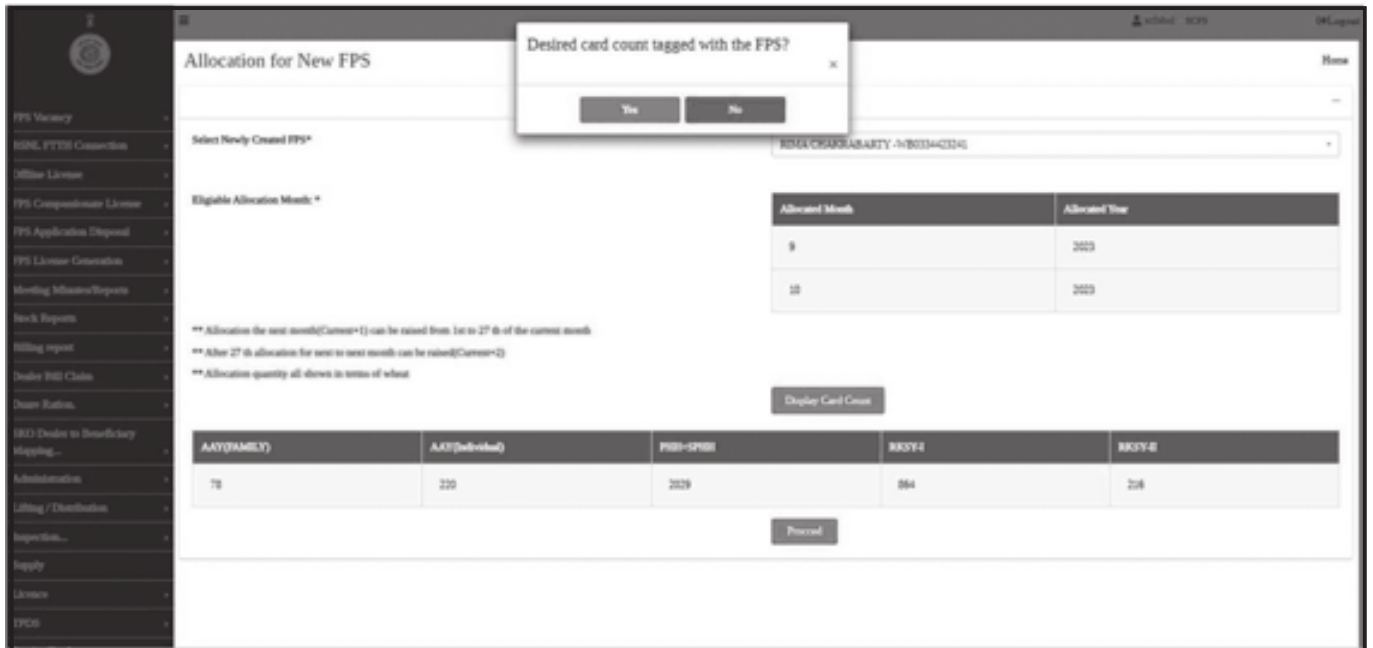 Logout
Desired card count tagged with the FPS?
×
Yes
No
Allocation for New FPS
Home
FPS Vacancy
BSNL FTTH Connection
Offline License
FPS Compassionate License
FPS Application Disposal
FPS License Generation
Meeting Minutes/Reports
Stock Reports
Billing report
Dealer Bill Claim
Duare Ration.
SKO Dealer to Beneficiary
Mapping...
Administration
Lifting / Distribution
Inspection...
Supply
Licence
TPDS
Select Newly Created FPS*
RIMA CHAKRABARTY -WB0334423241
Eligiable Allocation Month: *
Allocated Month Allocated Year
9 2023
10 2023
** Allocation the next month(Current+1) can be raised from 1st to 27 th of the current month
** After 27 th allocation for next to next month can be raised(Current+2)
** Allocation quantity all shown in terms of wheat
Display Card Count
AAY(FAMILY) AAY(Individual) PHH+SPHH RKSY-I RKSY-II
78 220 2029 864 216
Proceed